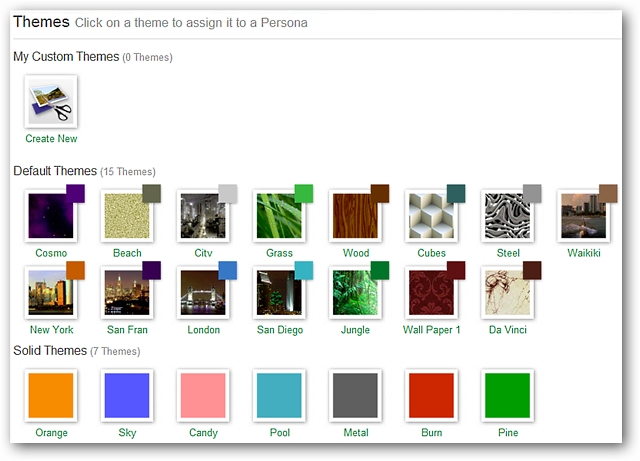 Themes Click on a theme to assign it to a Persona
My Custom Themes (0 Themes)
Create New
Default Themes (15 Themes)
Cosmo Beach City Grass Wood Cubes Steel Waikiki
New York San Fran London San Diego Jungle Wall Paper 1 Da Vinci
Solid Themes (7 Themes)
Orange Sky Candy Pool Metal Burn Pine